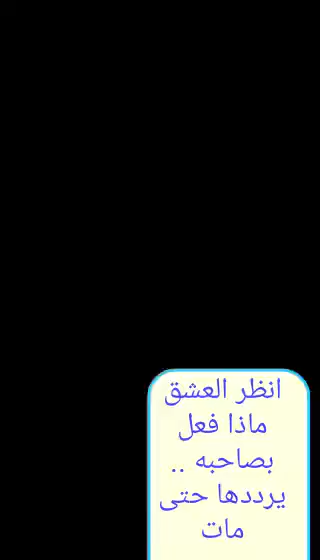 انظر العشق
ماذا فعل
بصاحبه ..
يرددها حتى
مات